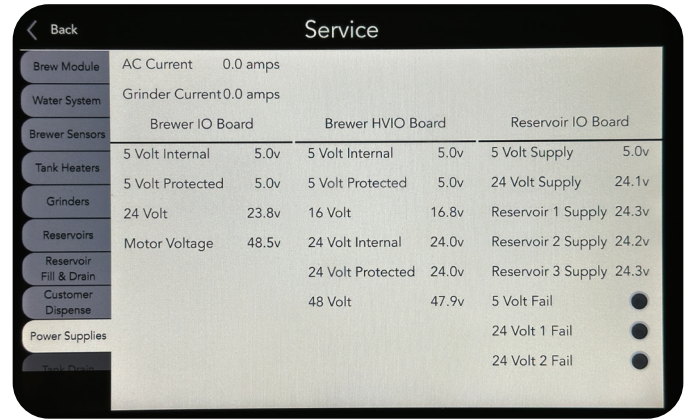 Back
Service
Brew Module
Water System
Brewer Sensors
Tank Heaters
Grinders
Reservoirs
Reservoir
Fill & Drain
Customer
Dispense
Power Supplies
Tank Drain
AC Current 0.0 amps
Grinder Current 0.0 amps
Brewer IO Board
5 Volt Internal 5.0v
5 Volt Protected 5.0v
24 Volt 23.8v
Motor Voltage 48.5v
Brewer HVIO Board
5 Volt Internal 5.0v
5 Volt Protected 5.0v
16 Volt 16.8v
24 Volt Internal 24.0v
24 Volt Protected 24.0v
48 Volt 47.9v
Reservoir IO Board
5 Volt Supply 5.0v
24 Volt Supply 24.1v
Reservoir 1 Supply 24.3v
Reservoir 2 Supply 24.2v
Reservoir 3 Supply 24.3v
5 Volt Fail
24 Volt 1 Fail
24 Volt 2 Fail